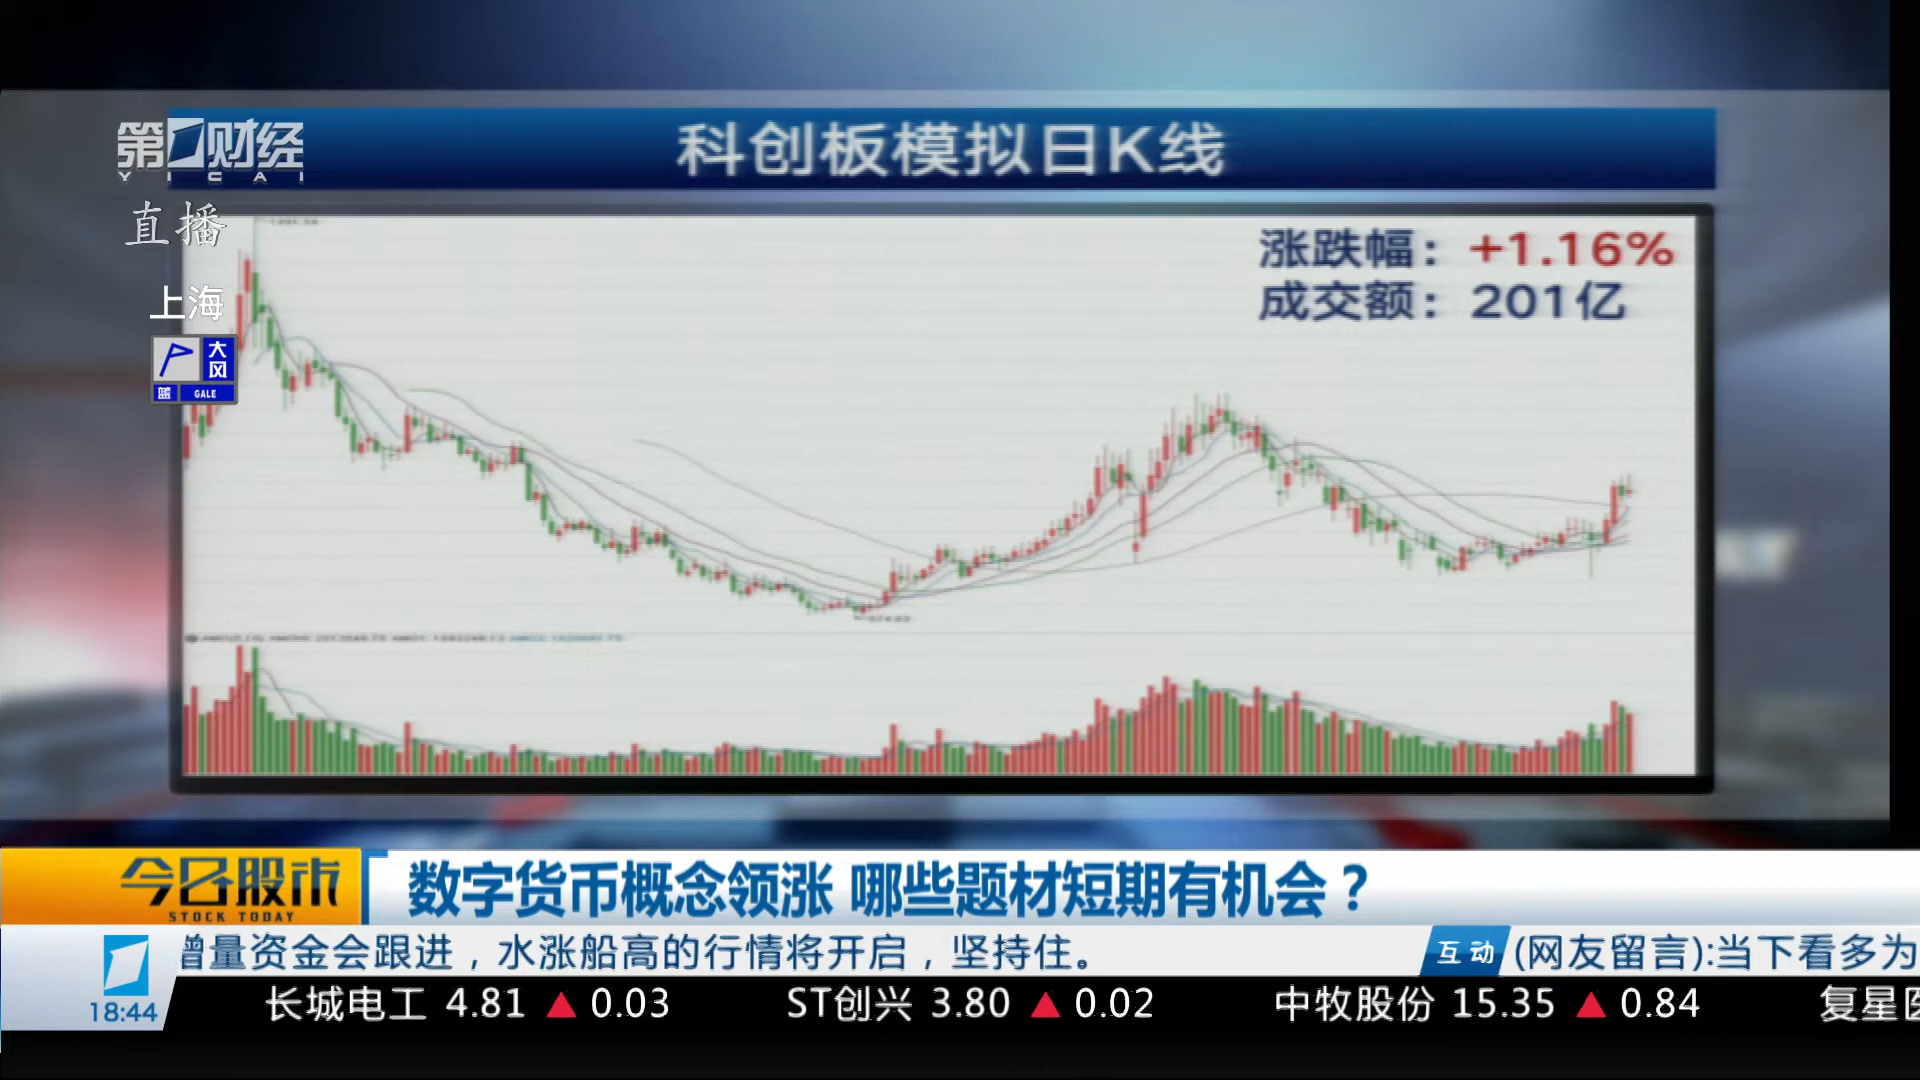 第1财经
YICAI
直播
上海
大风
蓝 GALE
科创板模拟日K线
涨跌幅：+1.16%
成交额：201亿
今日股市
STOCK TODAY
数字货币概念领涨 哪些题材短期有机会？
增量资金会跟进，水涨船高的行情将开启，坚持住。
互动 (网友留言):当下看多为
18:44
长城电工 4.81 ▲ 0.03 ST创兴 3.80 ▲ 0.02 中牧股份 15.35 ▲ 0.84 复星医